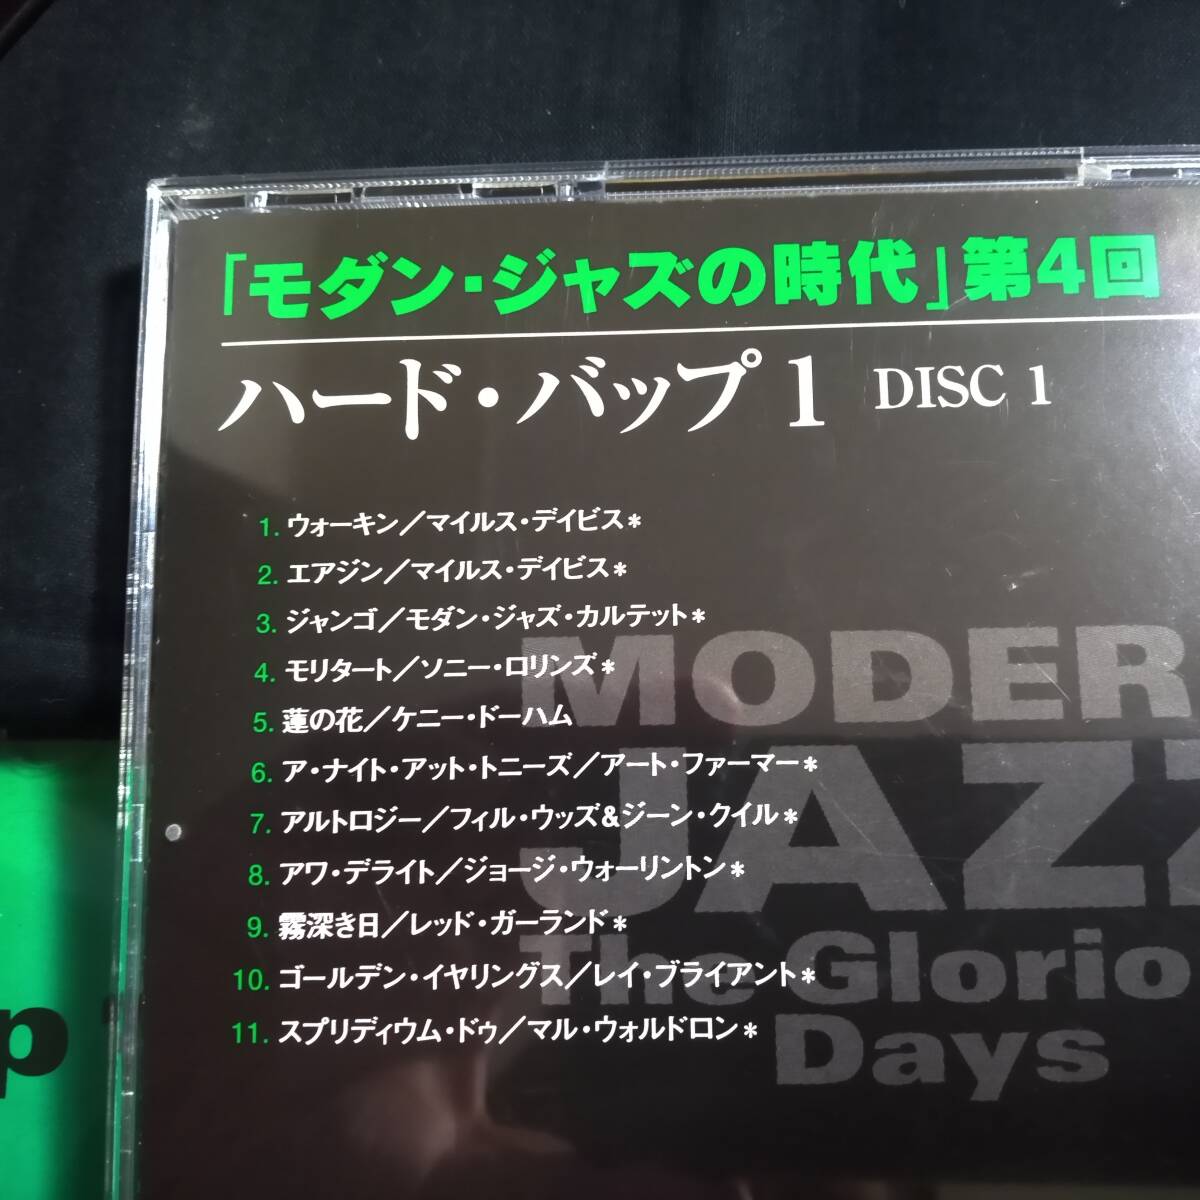 「モダン・ジャズの時代」第4回
ハード・バップ1 DISC 1
1. ウォーキン／マイルス・デイビス*
2. エアジン／マイルス・デイビス*
3. ジャンゴ／モダン・ジャズ・カルテット*
4. モリタート／ソニー・ロリンズ*
5. 蓮の花／ケニー・ドーハム
6. ア・ナイト・アット・トニーズ／アート・ファーマー*
7. アルトロジー／フィル・ウッズ&ジーン・クイル*
8. アワ・デライト／ジョージ・ウォーリントン*
9. 霧深き日／レッド・ガーランド*
10. ゴールデン・イヤリングス／レイ・ブライアント*
11. スプリディウム・ドゥ／マル・ウォルドロン*
MODER
JAZZ
The Glorio
Days
p